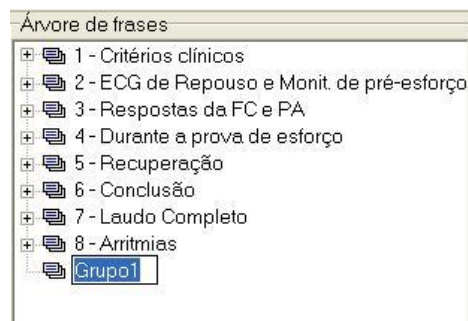 Árvore de frases
1 - Critérios clínicos
2 - ECG de Repouso e Monit. de pré-esforço
3 - Respostas da FC e PA
4 - Durante a prova de esforço
5 - Recuperação
6 - Conclusão
7 - Laudo Completo
8 - Arritmias
Grupo1